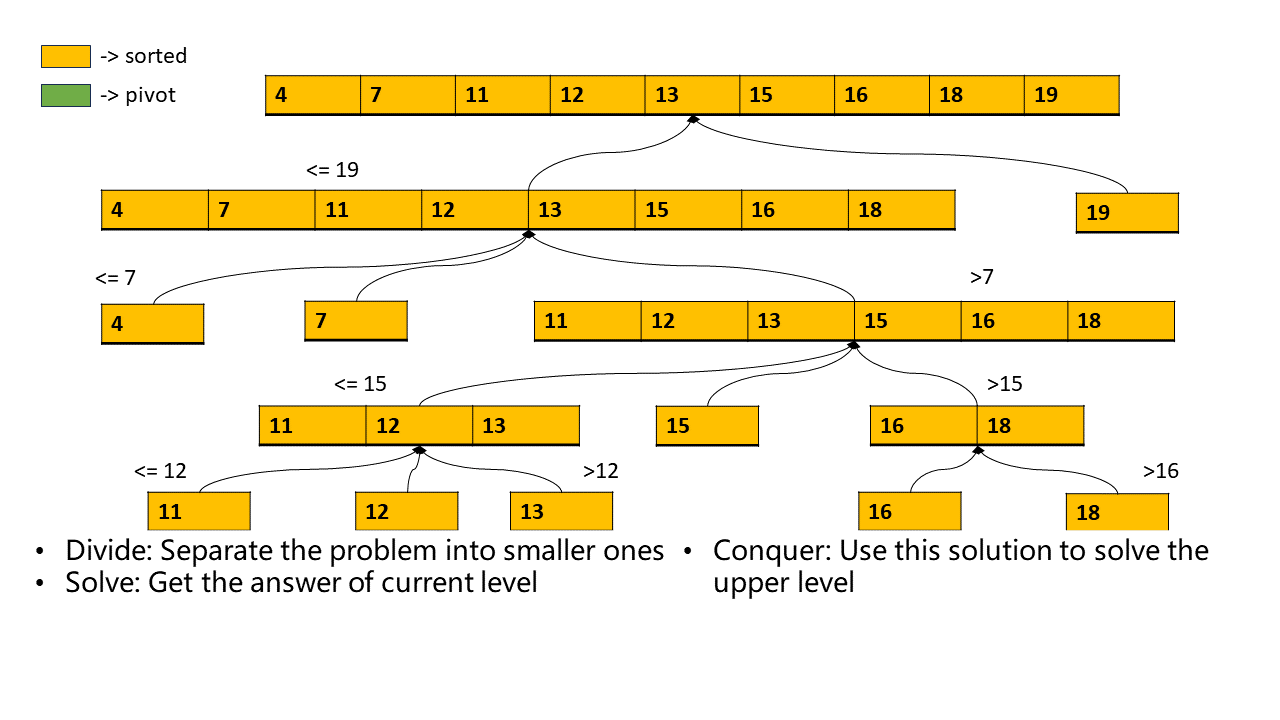 -> sorted
-> pivot
4 7 11 12 13 15 16 18 19
<= 19
4 7 11 12 13 15 16 18
19
<= 7
>7
4
7
11 12 13 15 16 18
<= 15
>15
11 12 13
15
16 18
<= 12
>12
>16
11
12
13
16
18
• Divide: Separate the problem into smaller ones
• Solve: Get the answer of current level
• Conquer: Use this solution to solve the
upper level